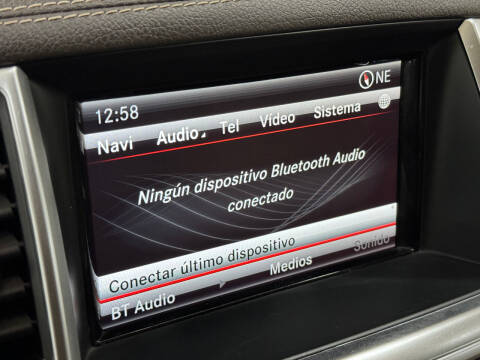 NE
12:58
Navi Audio Tel Vídeo Sistema
Ningún dispositivo Bluetooth Audio
conectado
Conectar último dispositivo
BT Audio Medios Sonido